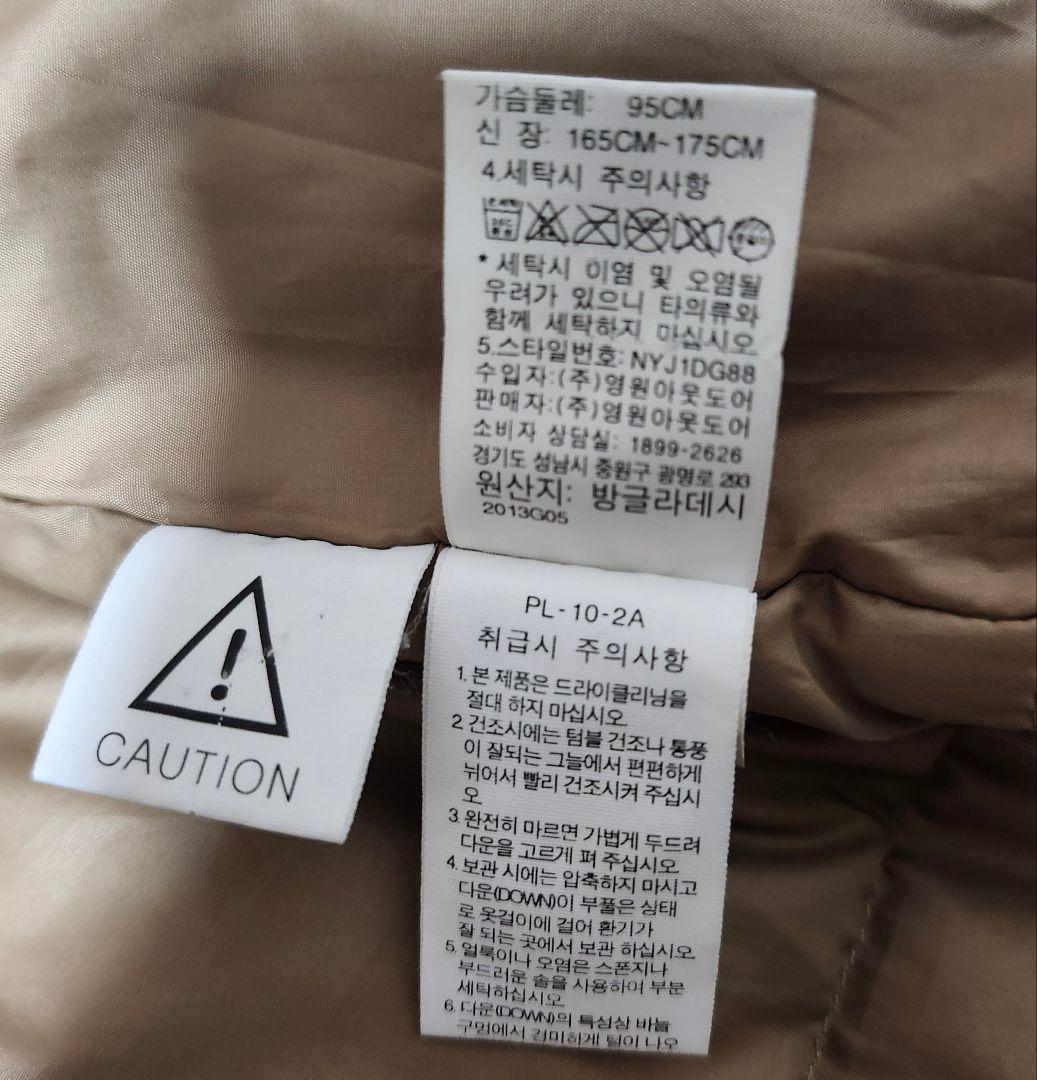 가슴둘레: 95CM
신 장: 165CM~175CM
4.세탁시 주의사항
* 세탁시 이염 및 오염될
우려가 있으니 타의류와
함께 세탁하지 마십시오.
5.스타일번호: NYJ1DG88
수입자:(주)영원아웃도어
판매자:(주)영원아웃도어
소비자 상담실: 1899-2626
경기도 성남시 중원구 광명로 293
원산지: 방글라데시
2013G05
CAUTION
PL-10-2A
취급시 주의사항
1. 본 제품은 드라이클리닝을
절대 하지 마십시오.
2. 건조시에는 텀블 건조나 통풍
이 잘되는 그늘에서 편편하게
뉘어서 빨리 건조시켜 주십시
오
3. 완전히 마르면 가볍게 두드려
다운을 고르게 펴 주십시오.
4. 보관 시에는 압축하지 마시고
다운(DOWN)이 부풀은 상태
로 옷걸이에 걸어 환기가
잘 되는 곳에서 보관 하십시오.
5. 얼룩이나 오염은 스폰지나
부드러운 솔을 사용하여 부분
세탁하십시오.
6. 다운(DOWN)의 특성상 바늘
구멍에서 경미하게 털이 나오